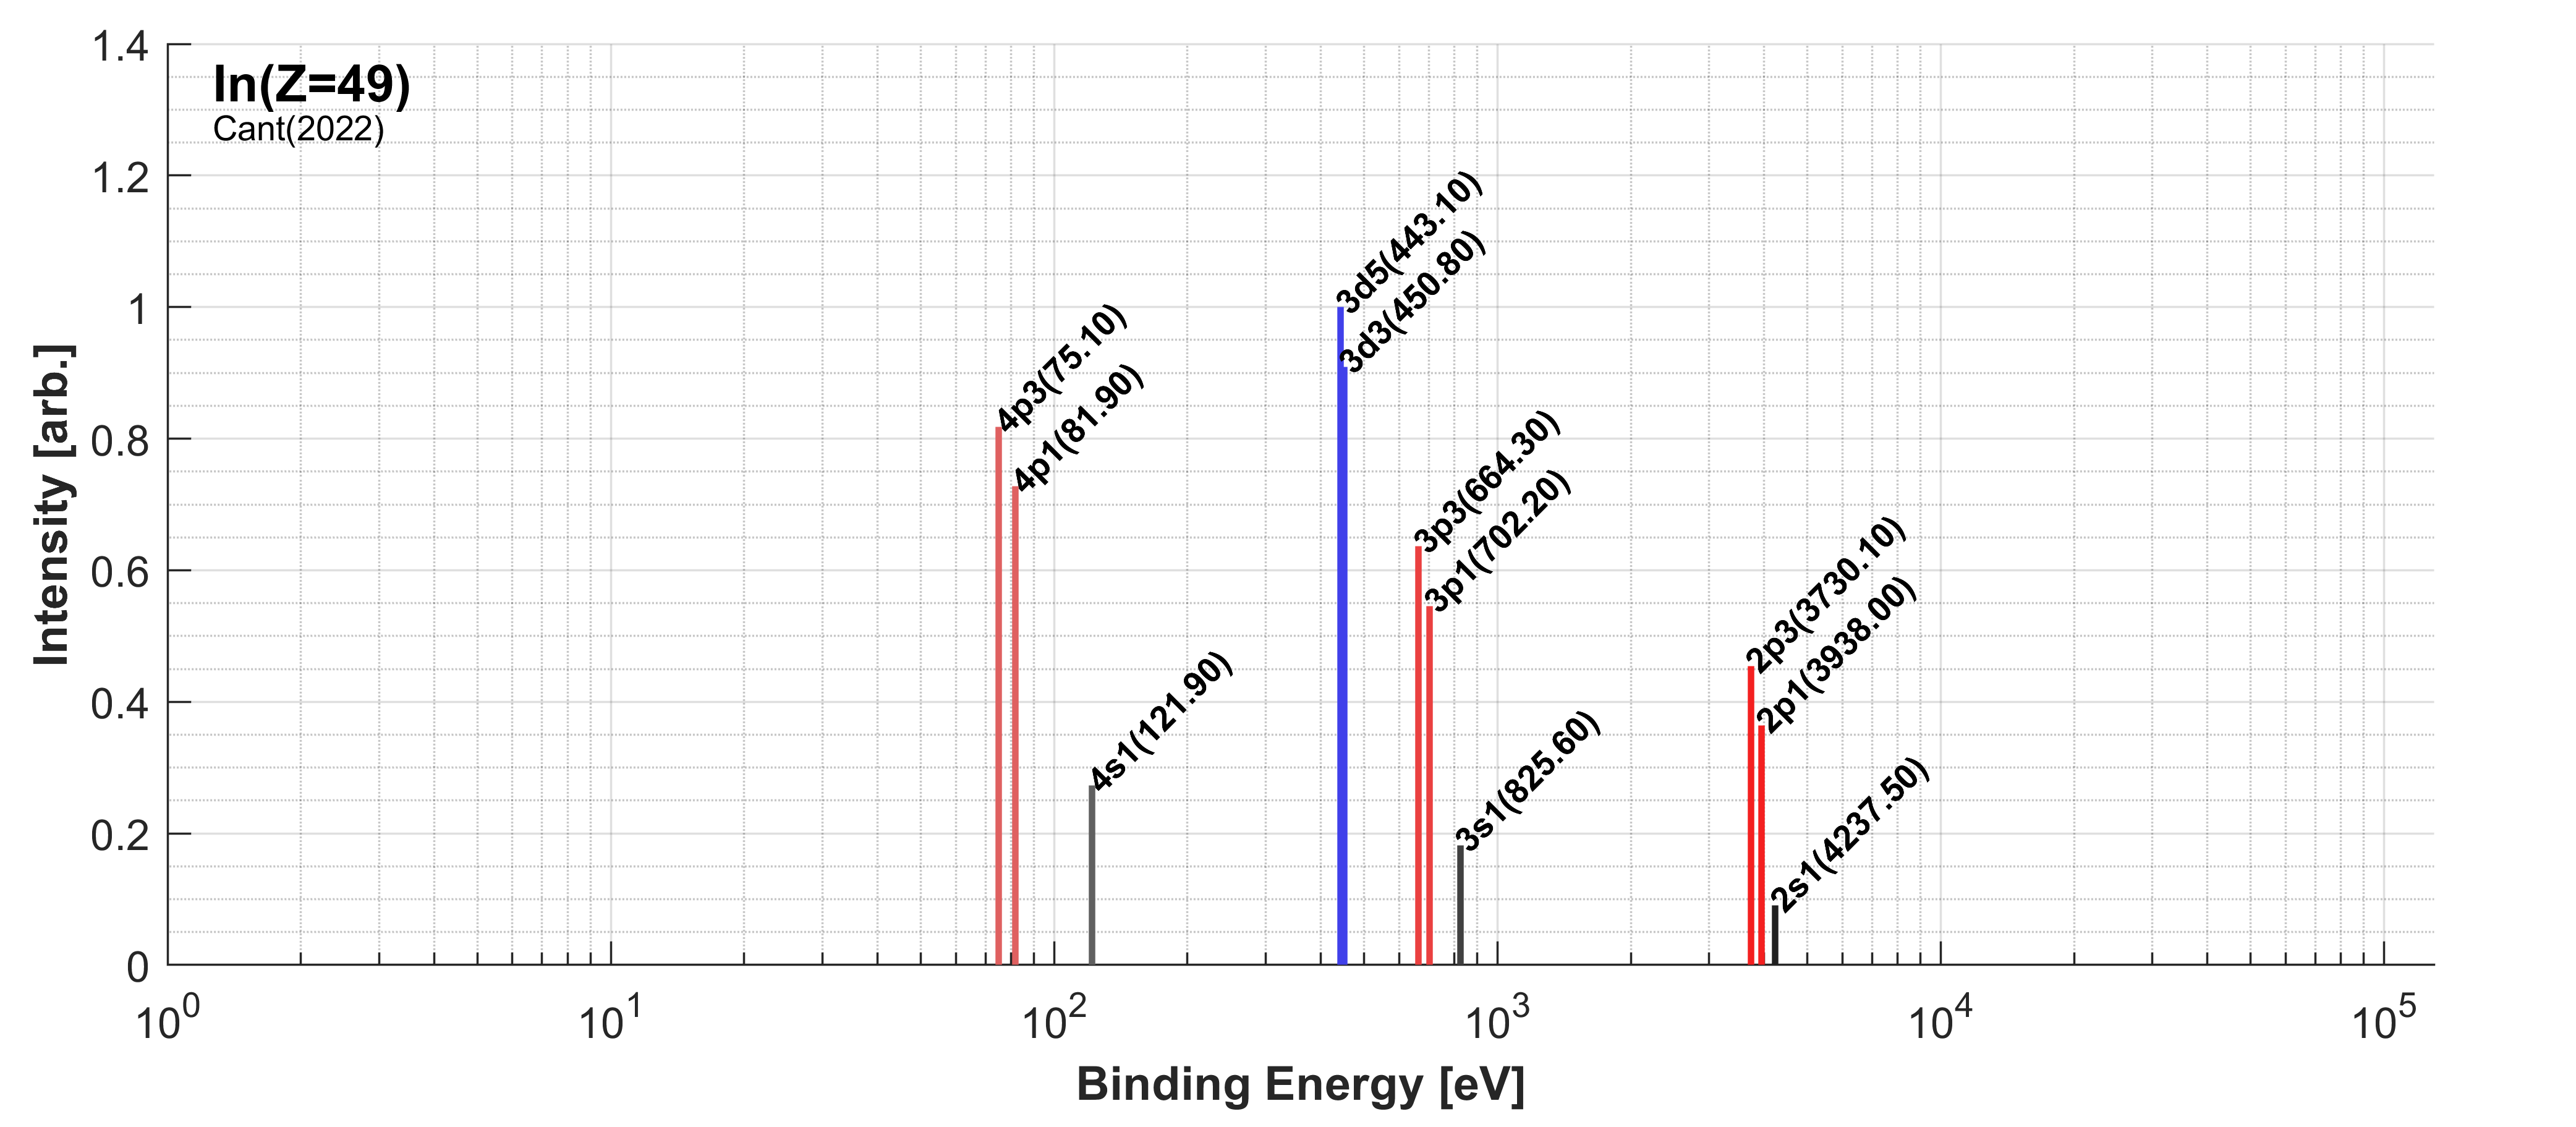 In(Z=49)
Cant(2022)
1.4
1.2
1
0.8
0.6
0.4
0.2
0
Intensity [arb.]
4p3(75.10)
4p1(81.90)
4s1(121.90)
3d5(443.10)
3d3(450.80)
3p3(664.30)
3p1(702.20)
3s1(825.60)
2p3(3730.10)
2p1(3938.00)
2s1(4237.50)
10^0
10^1
10^2
10^3
10^4
10^5
Binding Energy [eV]